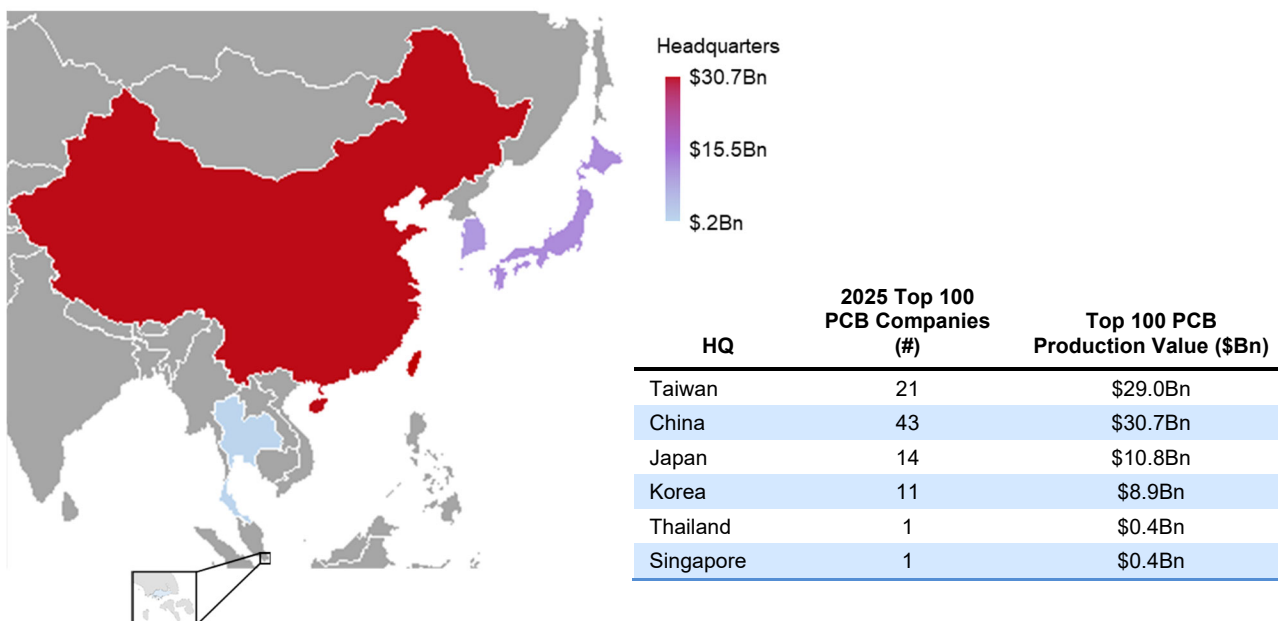 Headquarters
$30.7Bn
$15.5Bn
$.2Bn
2025 Top 100
PCB Companies
(#)
Top 100 PCB
Production Value ($Bn)
HQ
Taiwan 21 $29.0Bn
China 43 $30.7Bn
Japan 14 $10.8Bn
Korea 11 $8.9Bn
Thailand 1 $0.4Bn
Singapore 1 $0.4Bn